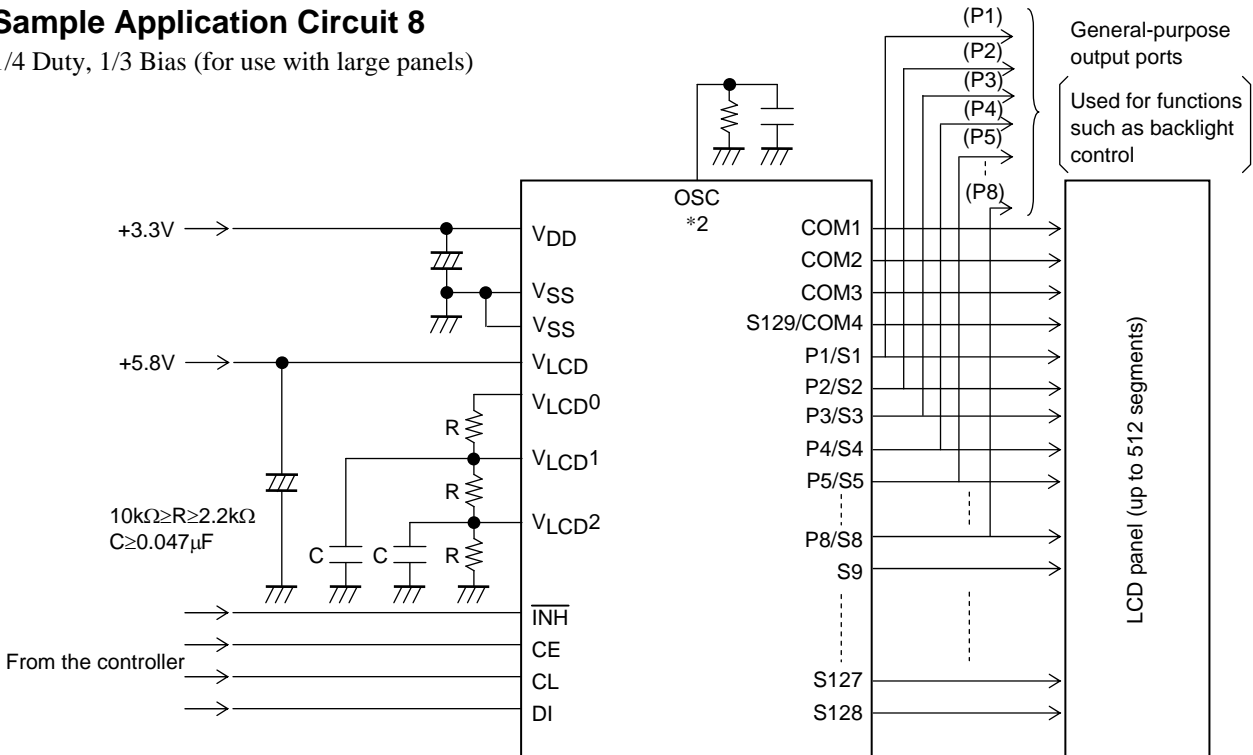 Sample Application Circuit 8
1/4 Duty, 1/3 Bias (for use with large panels)
(P1)
(P2)
(P3)
(P4)
(P5)
(P8)
General-purpose
output ports
Used for functions
such as backlight
control
OSC
*2
+3.3V
VDD
VSS
VSS
+5.8V
VLCD
VLCD0
R
VLCD1
R
VLCD2
R
C
C
10kΩ≥R≥2.2kΩ
C≥0.047μF
From the controller
INH
CE
CL
DI
COM1
COM2
COM3
S129/COM4
P1/S1
P2/S2
P3/S3
P4/S4
P5/S5
P8/S8
S9
S127
S128
LCD panel (up to 512 segments)